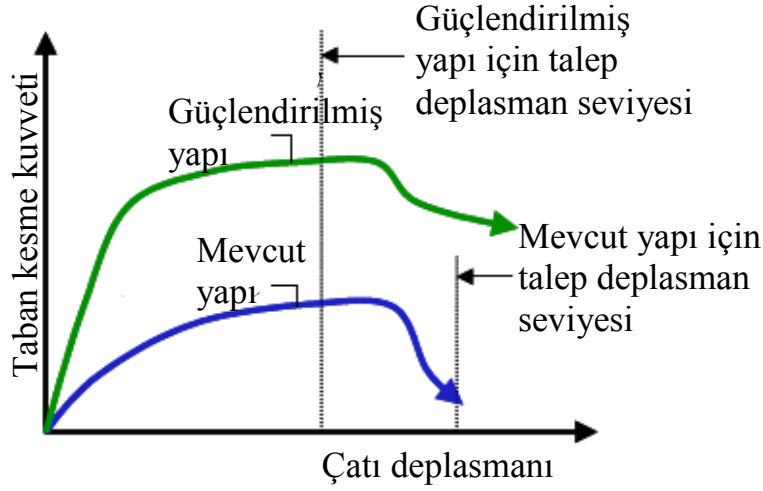 Güçlendirilmiş
yapı için talep
deplasman seviyesi
Güçlendirilmiş
yapı
Taban kesme kuvveti
Mevcut
yapı
Mevcut yapı için
talep deplasman
seviyesi
Çatı deplasmanı